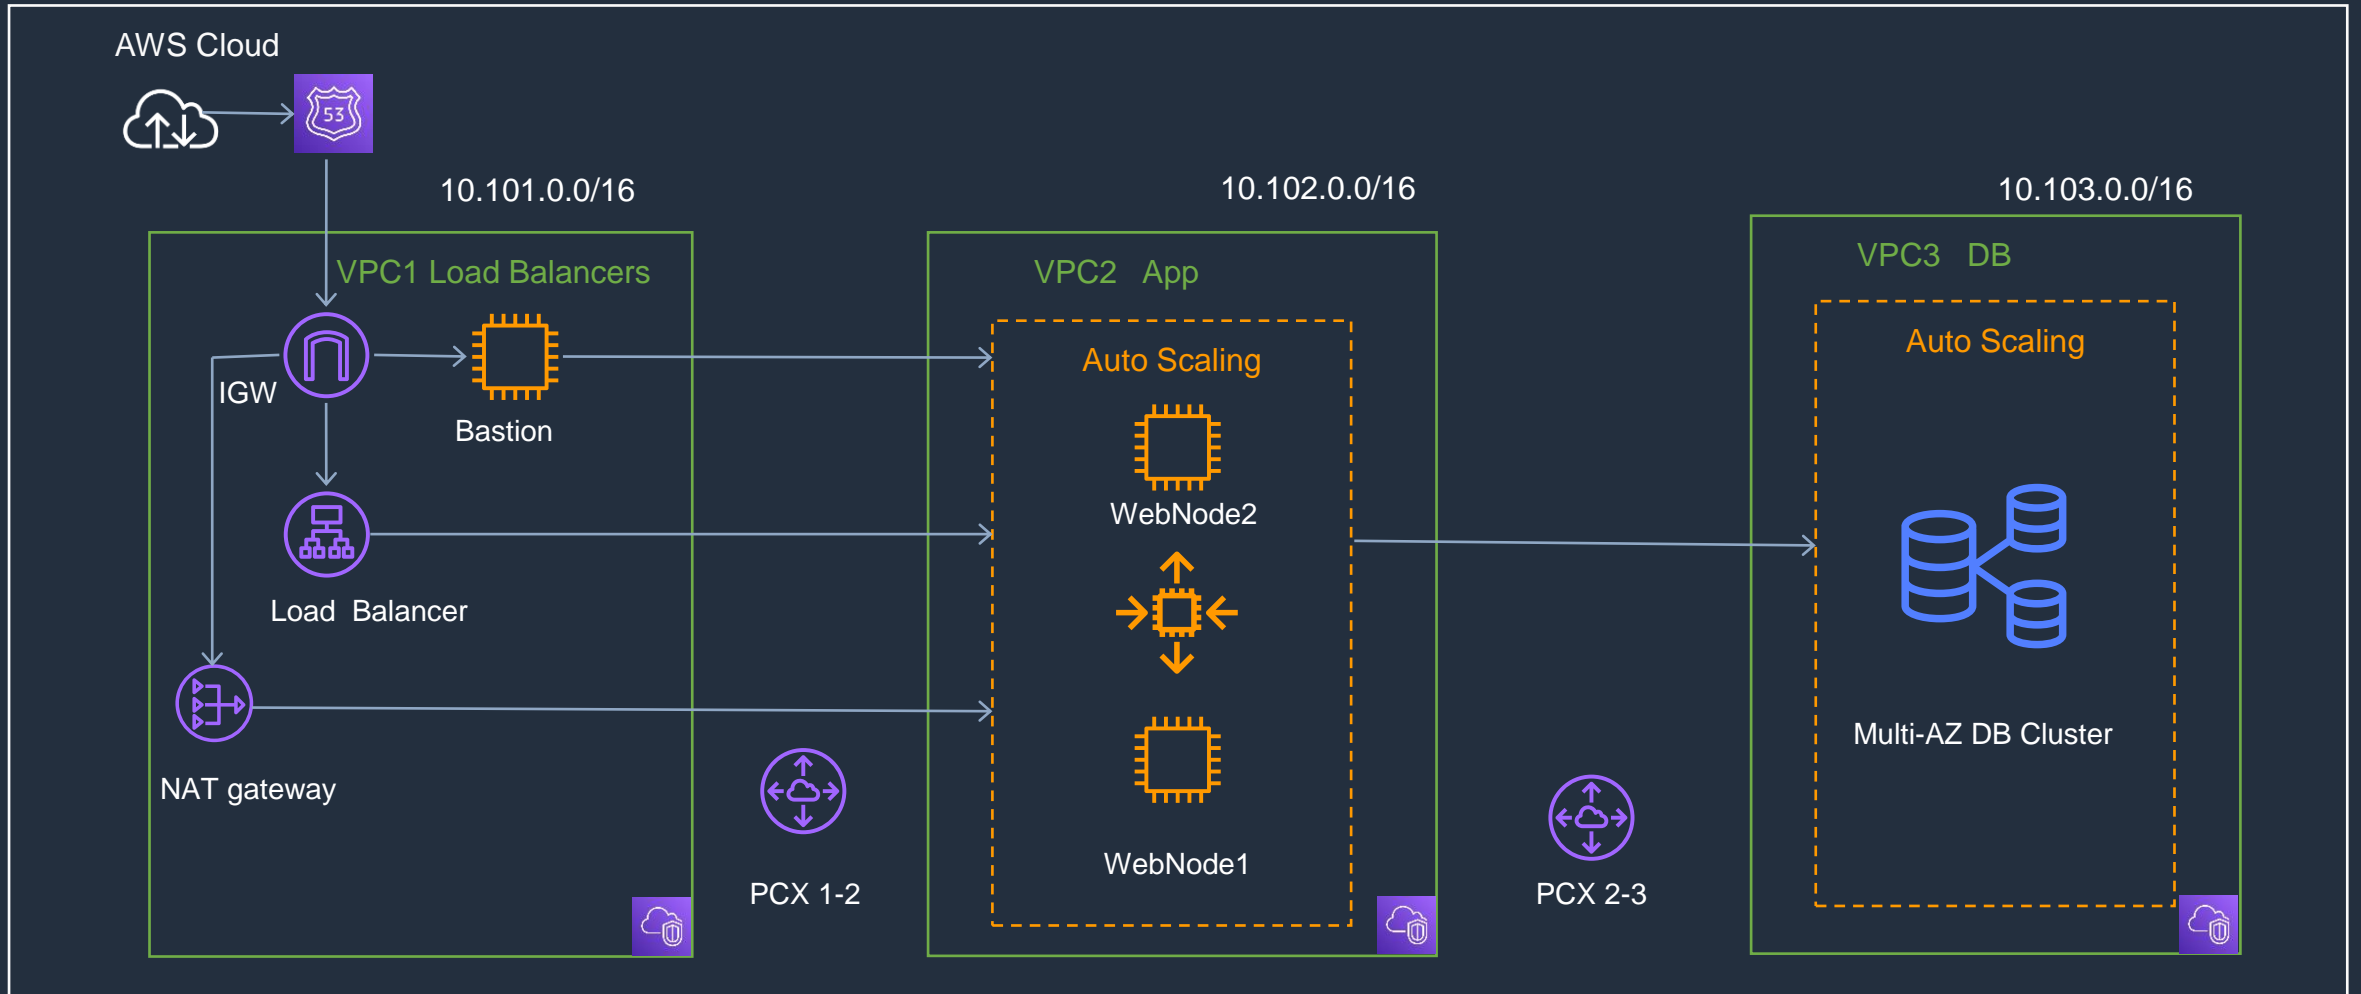 AWS Cloud
53
10.101.0.0/16
10.102.0.0/16
10.103.0.0/16
VPC1 Load Balancers
IGW
Bastion
Load  Balancer
NAT gateway
PCX 1-2
VPC2   App
Auto Scaling
WebNode2
WebNode1
PCX 2-3
VPC3   DB
Auto Scaling
Multi-AZ DB Cluster